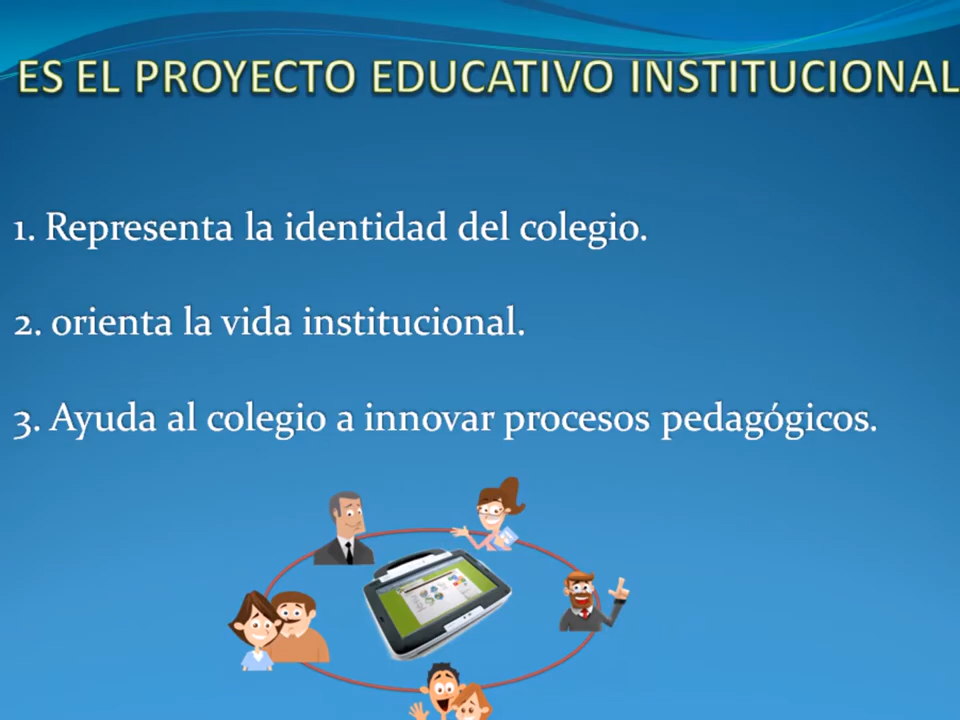 ES EL PROYECTO EDUCATIVO INSTITUCIONAL
1. Representa la identidad del colegio.
2. orienta la vida institucional.
3. Ayuda al colegio a innovar procesos pedagógicos.